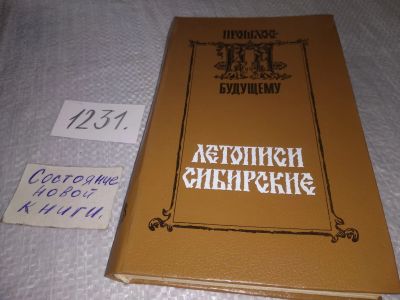 ПРОШЛОЕ
БУДУЩЕМУ
ЛЕТОПИСИ
СИБИРСКИЕ
1231.
Состояние
новой
книги.